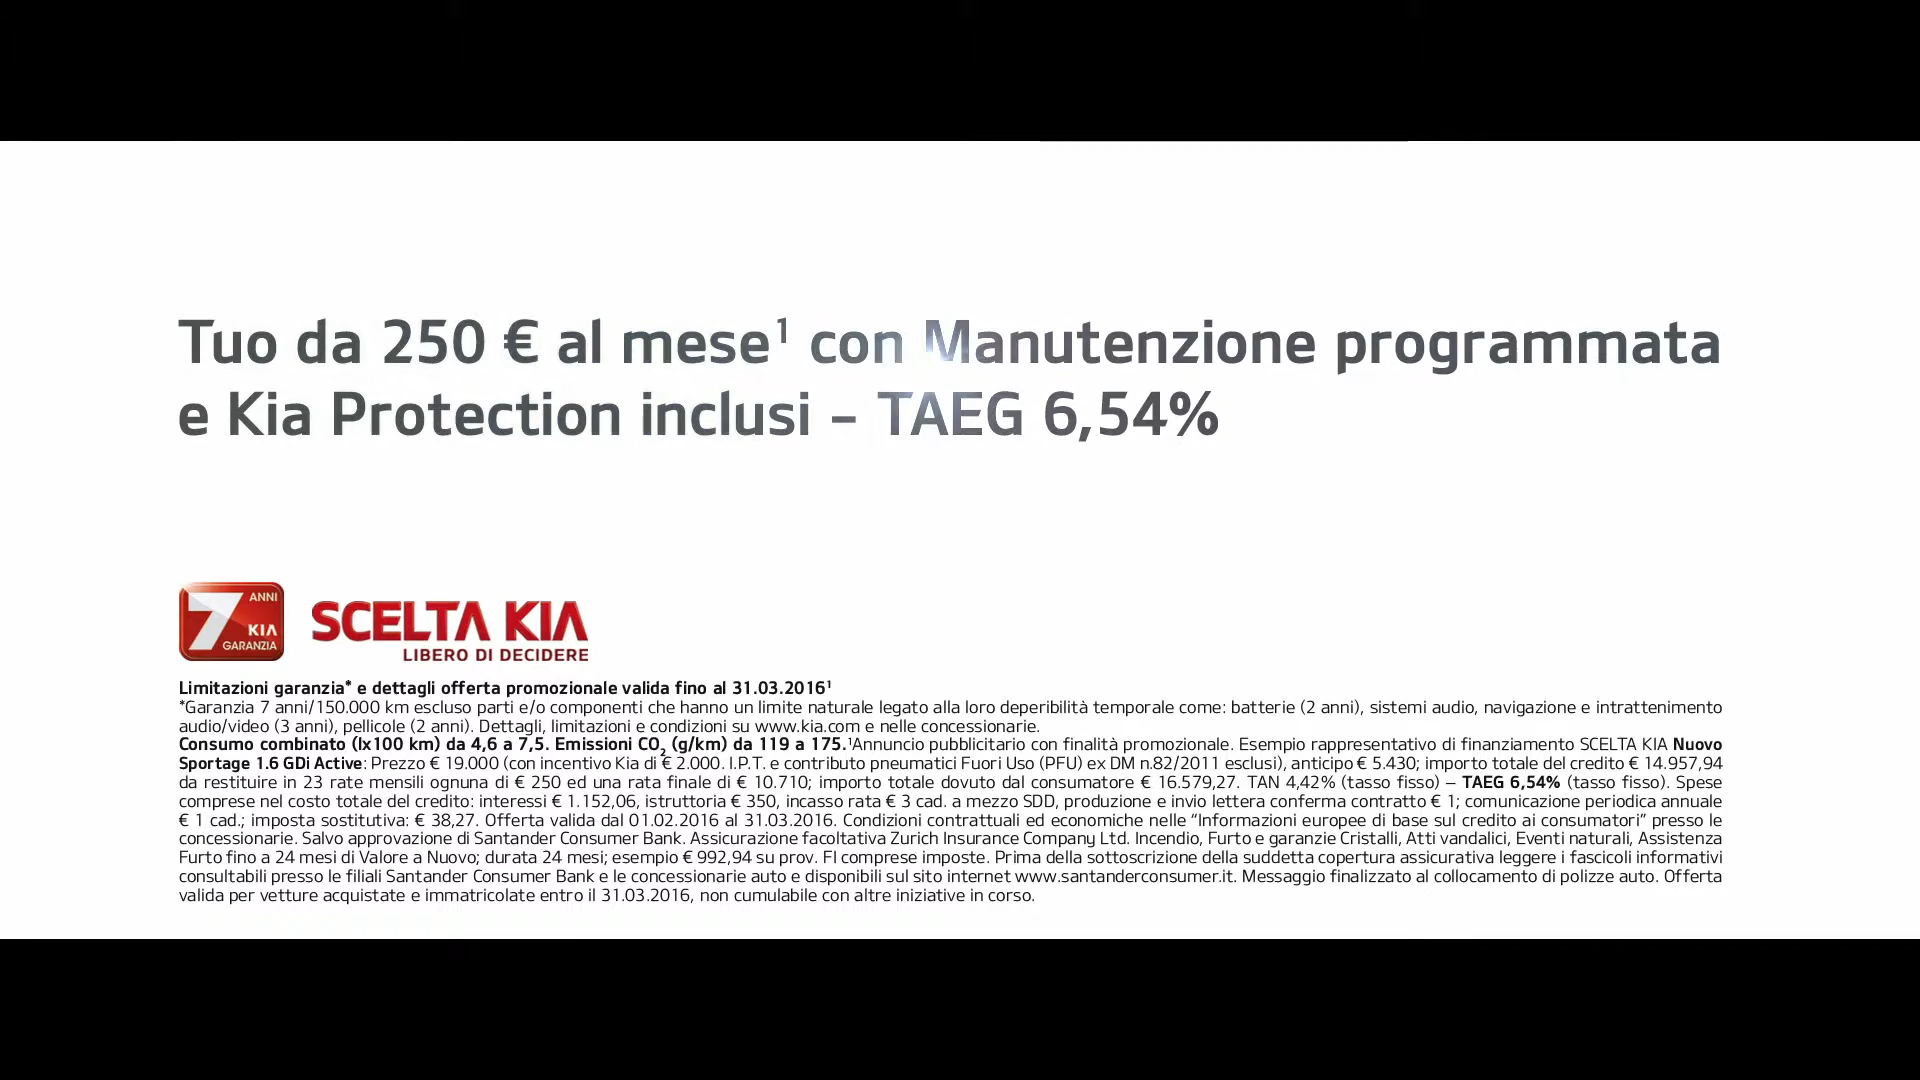 Tuo da 250 € al mese¹ con Manutenzione programmata
e Kia Protection inclusi – TAEG 6,54%
7 ANNI
KIA
GARANZIA
SCELTA KIA
LIBERO DI DECIDERE
Limitazioni garanzia* e dettagli offerta promozionale valida fino al 31.03.2016¹
*Garanzia 7 anni/150.000 km escluso parti e/o componenti che hanno un limite naturale legato alla loro deperibilità temporale come: batterie (2 anni), sistemi audio, navigazione e intrattenimento
audio/video (3 anni), pellicole (2 anni). Dettagli, limitazioni e condizioni su www.kia.com e nelle concessionarie.
Consumo combinato (lx100 km) da 4,6 a 7,5. Emissioni CO₂ (g/km) da 119 a 175.¹Annuncio pubblicitario con finalità promozionale. Esempio rappresentativo di finanziamento SCELTA KIA Nuovo
Sportage 1.6 GDi Active: Prezzo € 19.000 (con incentivo Kia di € 2.000. I.P.T. e contributo pneumatici Fuori Uso (PFU) ex DM n.82/2011 esclusi), anticipo € 5.430; importo totale del credito € 14.957,94
da restituire in 23 rate mensili ognuna di € 250 ed una rata finale di € 10.710; importo totale dovuto dal consumatore € 16.579,27. TAN 4,42% (tasso fisso) – TAEG 6,54% (tasso fisso). Spese
comprese nel costo totale del credito: interessi € 1.152,06, istruttoria € 350, incasso rata € 3 cad. a mezzo SDD, produzione e invio lettera conferma contratto € 1; comunicazione periodica annuale
€ 1 cad.; imposta sostitutiva: € 38,27. Offerta valida dal 01.02.2016 al 31.03.2016. Condizioni contrattuali ed economiche nelle “Informazioni europee di base sul credito ai consumatori” presso le
concessionarie. Salvo approvazione di Santander Consumer Bank. Assicurazione facoltativa Zurich Insurance Company Ltd. Incendio, Furto e garanzie Cristalli, Atti vandalici, Eventi naturali, Assistenza
Furto fino a 24 mesi di Valore a Nuovo; durata 24 mesi; esempio € 992,94 su prov. FI comprese imposte. Prima della sottoscrizione della suddetta copertura assicurativa leggere i fascicoli informativi
consultabili presso le filiali Santander Consumer Bank e le concessionarie auto e disponibili sul sito internet www.santanderconsumer.it. Messaggio finalizzato al collocamento di polizze auto. Offerta
valida per vetture acquistate e immatricolate entro il 31.03.2016, non cumulabile con altre iniziative in corso.